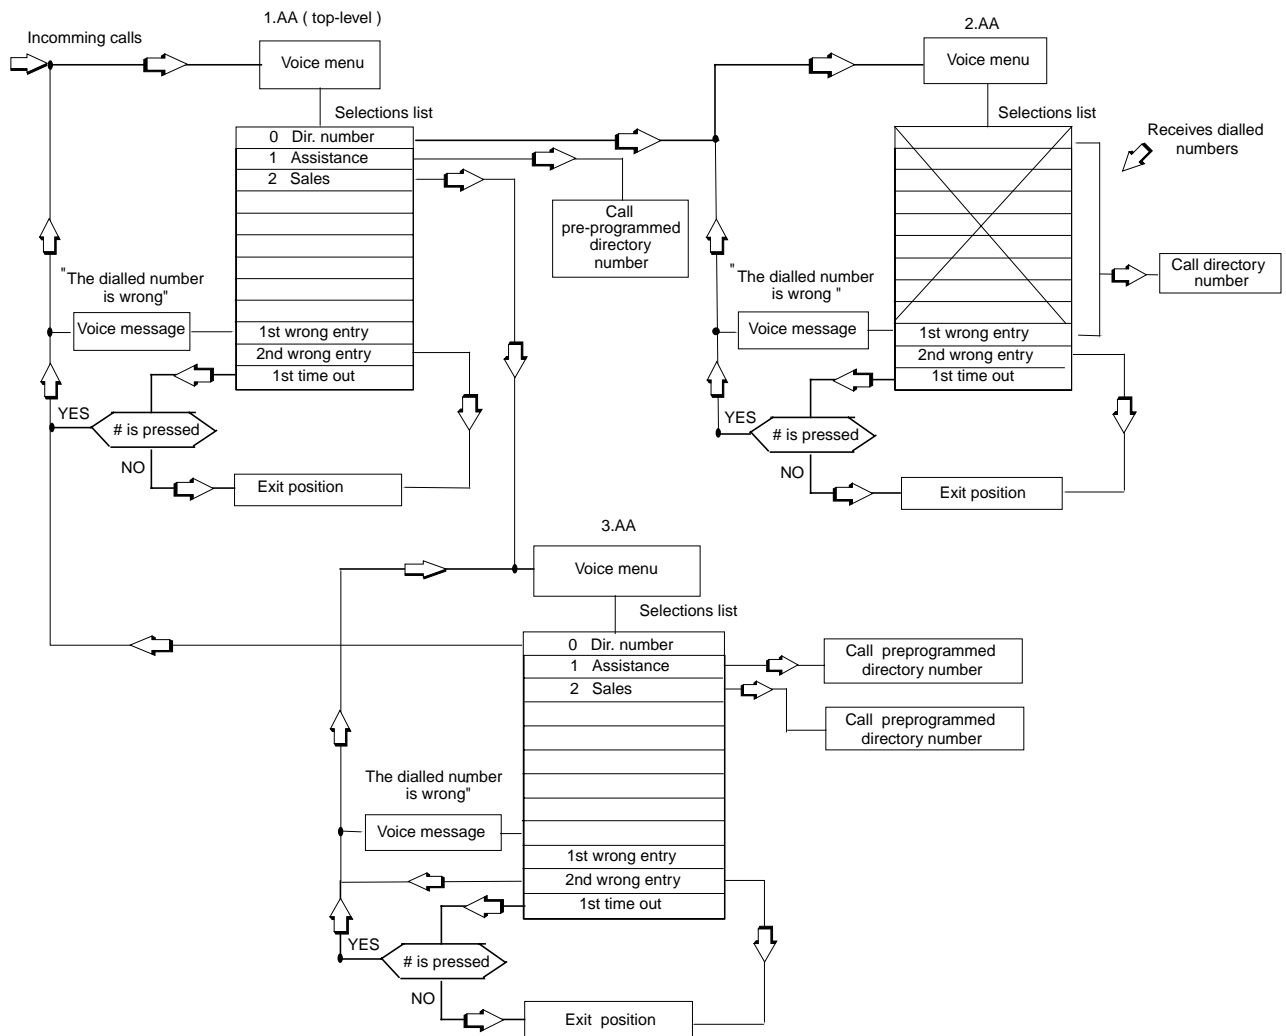 1.AA ( top-level )
Incomming calls
Voice menu
Selections list
0 Dir. number
1 Assistance
2 Sales
Call
pre-programmed
directory
number
"The dialled number
is wrong"
Voice message
1st wrong entry
2nd wrong entry
1st time out
YES
# is pressed
NO
Exit position
2.AA
Voice menu
Selections list
Receives dialled
numbers
Call directory
number
"The dialled number
is wrong "
Voice message
1st wrong entry
2nd wrong entry
1st time out
YES
# is pressed
NO
Exit position
3.AA
Voice menu
Selections list
0 Dir. number
1 Assistance
2 Sales
Call preprogrammed
directory number
Call preprogrammed
directory number
The dialled number
is wrong"
Voice message
1st wrong entry
2nd wrong entry
1st time out
YES
# is pressed
NO
Exit position